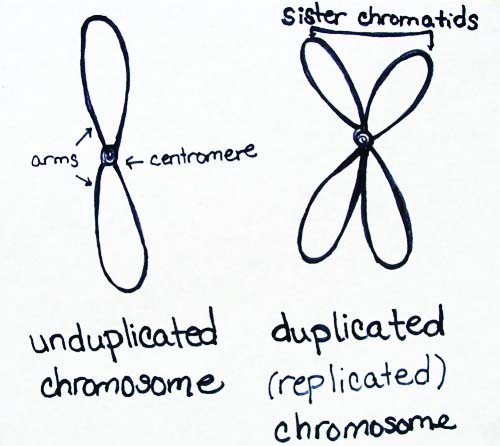 sister chromatids
arms
centromere
unduplicated
chromosome
duplicated
(replicated)
chromosome